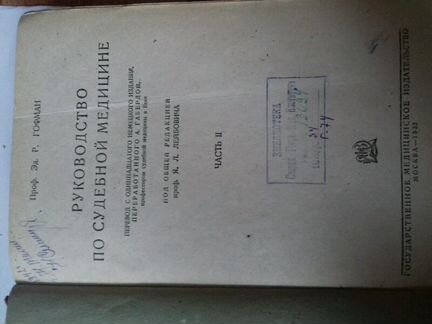 Проф. Эд. Р. ГОФМАН
РУКОВОДСТВО
ПО СУДЕБНОЙ МЕДИЦИНЕ
ПЕРЕВОД С ОДИННАДЦАТОГО НЕМЕЦКОГО ИЗДАНИЯ,
ПЕРЕРАБОТАННОГО А. ГАБЕРДОЙ,
профессором судебной медицины в Вене
ПОД ОБЩЕЙ РЕДАКЦИЕЙ
проф. Я. Л. ЛЕЙБОВИЧА
ЧАСТЬ II
БИБЛИОТЕКА
ГОСУДАРСТВЕННОЕ МЕДИЦИНСКОЕ ИЗДАТЕЛЬСТВО
МОСКВА—1933